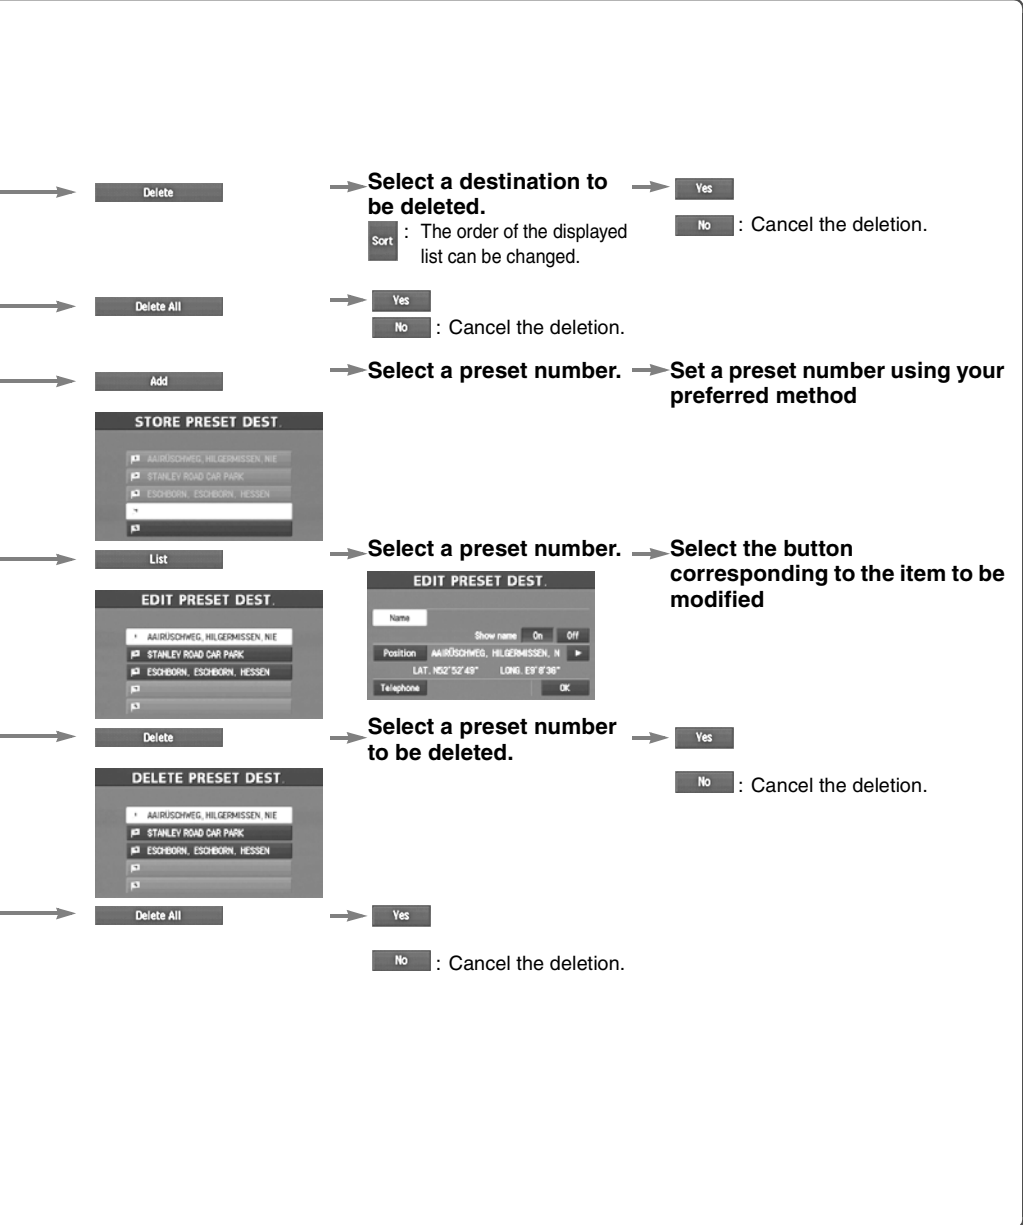 Delete
Select a destination to
be deleted.
Sort : The order of the displayed
list can be changed.
Yes
No : Cancel the deletion.
Delete All
Yes
No : Cancel the deletion.
Add
Select a preset number.
Set a preset number using your
preferred method
STORE PRESET DEST.
AAIRÜSCHWEG, HILGERMISSEN, NIE
STANLEY ROAD CAR PARK
ESCHBORN, ESCHBORN, HESSEN
List
Select a preset number.
Select the button
corresponding to the item to be
modified
EDIT PRESET DEST.
AAIRÜSCHWEG, HILGERMISSEN, NIE
STANLEY ROAD CAR PARK
ESCHBORN, ESCHBORN, HESSEN
EDIT PRESET DEST.
Name
Show name On Off
Position AAIRÜSCHWEG, HILGERMISSEN, N
LAT. N52°52'49" LONG. E9°8'36"
Telephone OK
Delete
Select a preset number
to be deleted.
Yes
No : Cancel the deletion.
DELETE PRESET DEST.
AAIRÜSCHWEG, HILGERMISSEN, NIE
STANLEY ROAD CAR PARK
ESCHBORN, ESCHBORN, HESSEN
Delete All
Yes
No : Cancel the deletion.